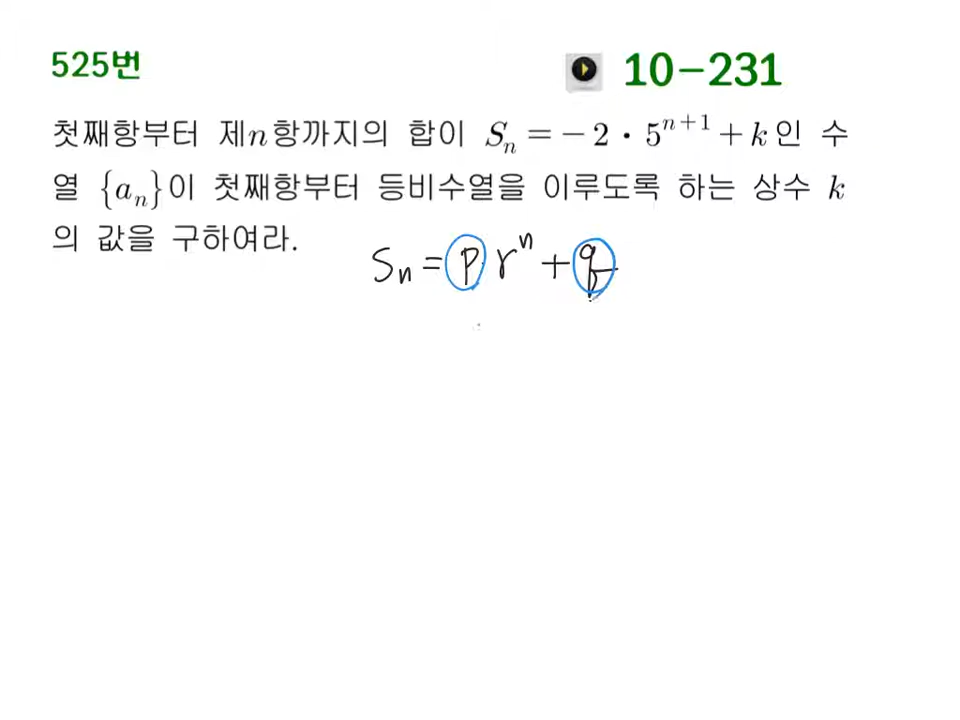 525번
10-231
첫째항부터 제n항까지의 합이 Sₙ = −2 · 5ⁿ⁺¹ + k인 수
열 {aₙ}이 첫째항부터 등비수열을 이루도록 하는 상수 k
의 값을 구하여라.
Sₙ = p rⁿ + q